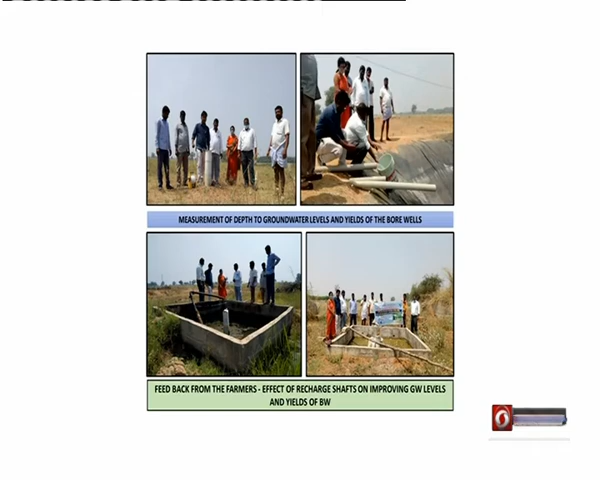 MEASUREMENT OF DEPTH TO GROUNDWATER LEVELS AND YIELDS OF THE BORE WELLS
FEED BACK FROM THE FARMERS - EFFECT OF RECHARGE SHAFTS ON IMPROVING GW LEVELS
AND YIELDS OF BW